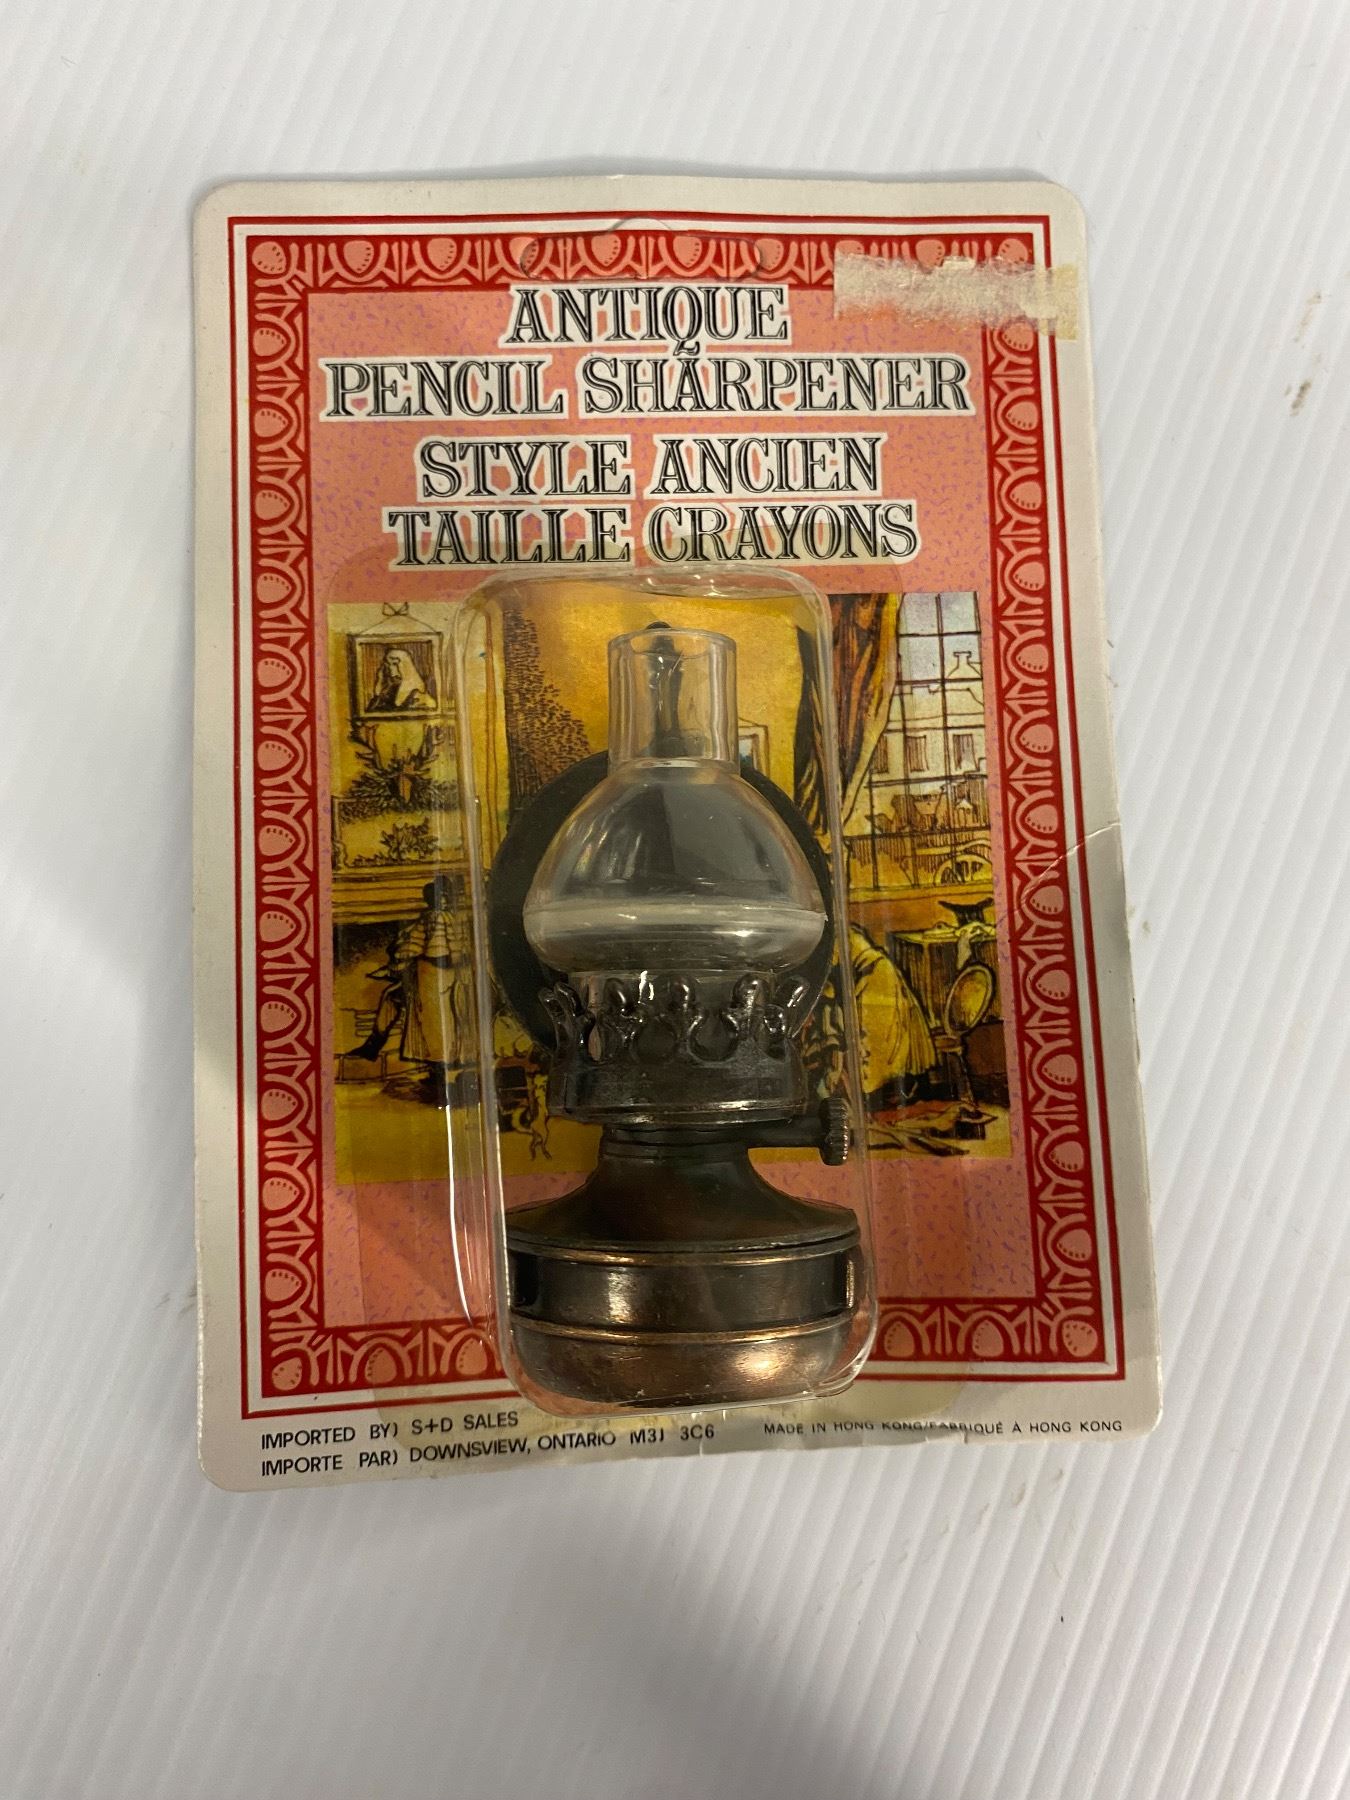 ANTIQUE
PENCIL SHARPENER
STYLE ANCIEN
TAILLE CRAYONS
IMPORTED BY) S+D SALES
IMPORTE PAR) DOWNSVIEW, ONTARIO M3J 3C6
MADE IN HONG KONG/FABRIQUÉ À HONG KONG